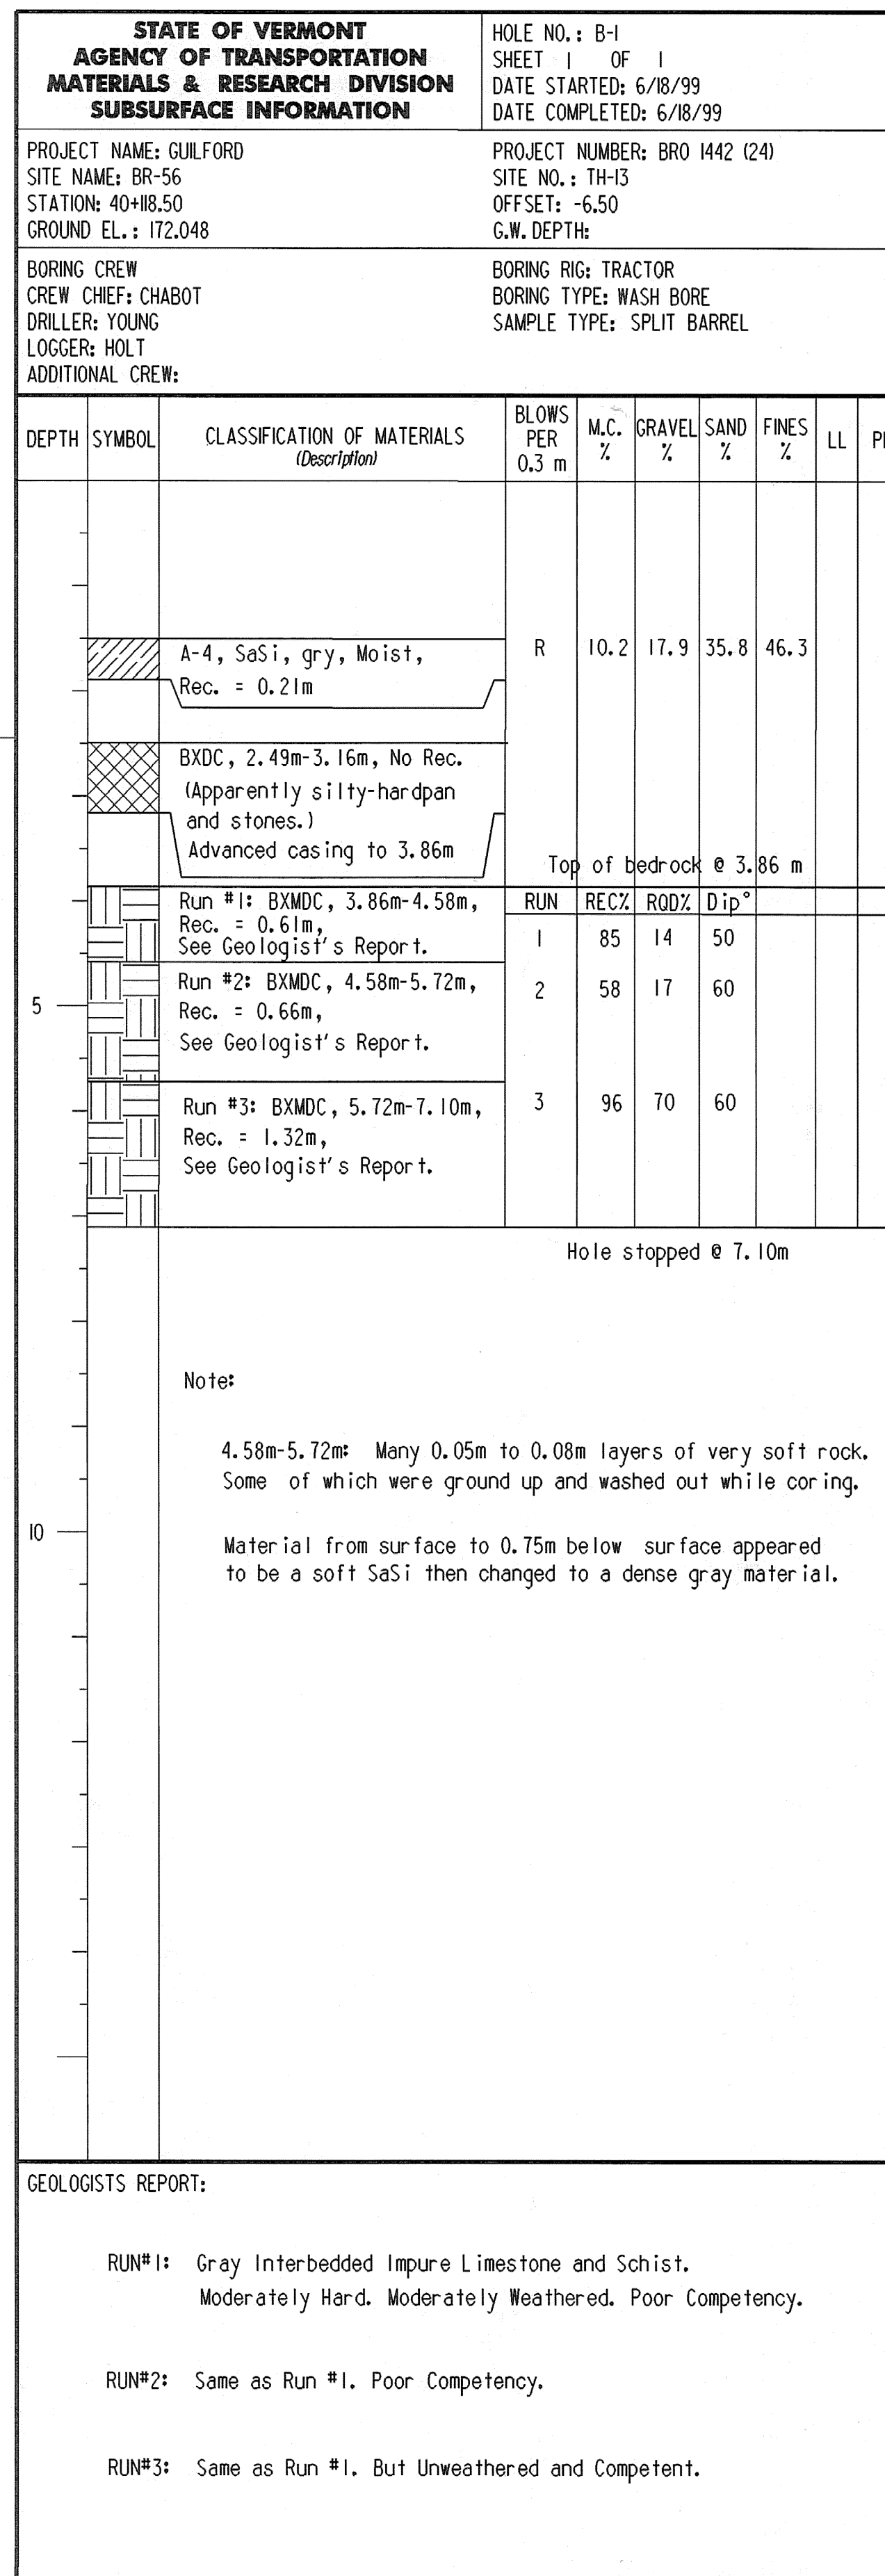 STATE OF VERMONT
AGENCY OF TRANSPORTATION
MATERIALS & RESEARCH DIVISION
SUBSURFACE INFORMATION
HOLE NO.: B-1
SHEET 1 OF 1
DATE STARTED: 6/18/99
DATE COMPLETED: 6/18/99
PROJECT NAME: GUILFORD
SITE NAME: BR-56
STATION: 40+118.50
GROUND EL.: 172.048
PROJECT NUMBER: BRO 1442 (24)
SITE NO.: TH-13
OFFSET: -6.50
G.W. DEPTH:
BORING CREW
CREW CHIEF: CHABOT
DRILLER: YOUNG
LOGGER: HOLT
ADDITIONAL CREW:
BORING RIG: TRACTOR
BORING TYPE: WASH BORE
SAMPLE TYPE: SPLIT BARREL
DEPTH SYMBOL CLASSIFICATION OF MATERIALS (Description) BLOWS PER 0.3 m M.C. % GRAVEL % SAND % FINES % LL
A-4, SaSi, gry, Moist, R 10.2 17.9 35.8 46.3
Rec. = 0.21m
BXDC, 2.49m-3.16m, No Rec.
(Apparently silty-hardpan
and stones.)
Advanced casing to 3.86m
Top of bedrock @ 3.86 m
Run #1: BXMDC, 3.86m-4.58m, RUN REC% RQD% Dip°
Rec. = 0.61m, 1 85 14 50
See Geologist's Report.
Run #2: BXMDC, 4.58m-5.72m, 2 58 17 60
5 Rec. = 0.66m,
See Geologist's Report.
Run #3: BXMDC, 5.72m-7.10m, 3 96 70 60
Rec. = 1.32m,
See Geologist's Report.
Hole stopped @ 7.10m
Note:
4.58m-5.72m: Many 0.05m to 0.08m layers of very soft rock.
Some of which were ground up and washed out while coring.
10
Material from surface to 0.75m below surface appeared
to be a soft SaSi then changed to a dense gray material.
GEOLOGISTS REPORT:
RUN#1: Gray Interbedded Impure Limestone and Schist.
Moderately Hard. Moderately Weathered. Poor Competency.
RUN#2: Same as Run #1. Poor Competency.
RUN#3: Same as Run #1. But Unweathered and Competent.